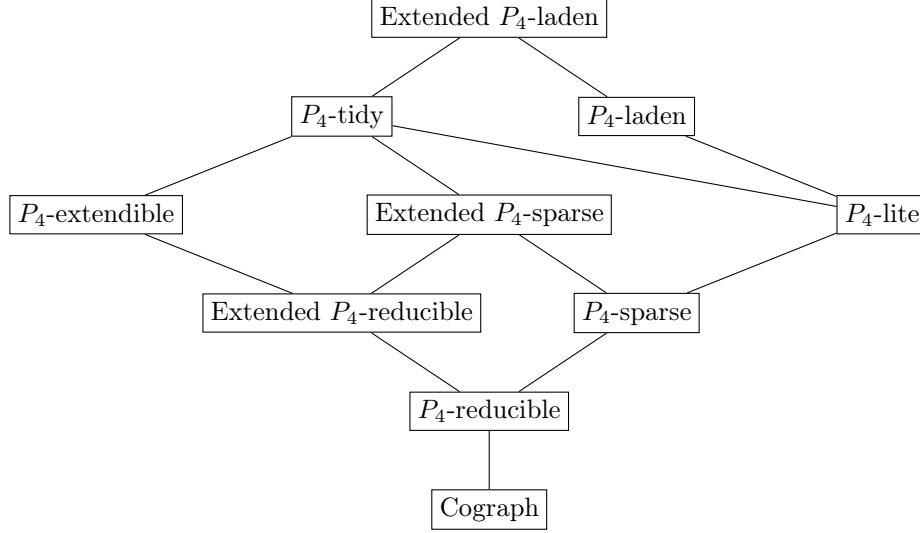 Extended P₄-laden
P₄-tidy
P₄-laden
P₄-extendible
Extended P₄-sparse
P₄-lite
Extended P₄-reducible
P₄-sparse
P₄-reducible
Cograph